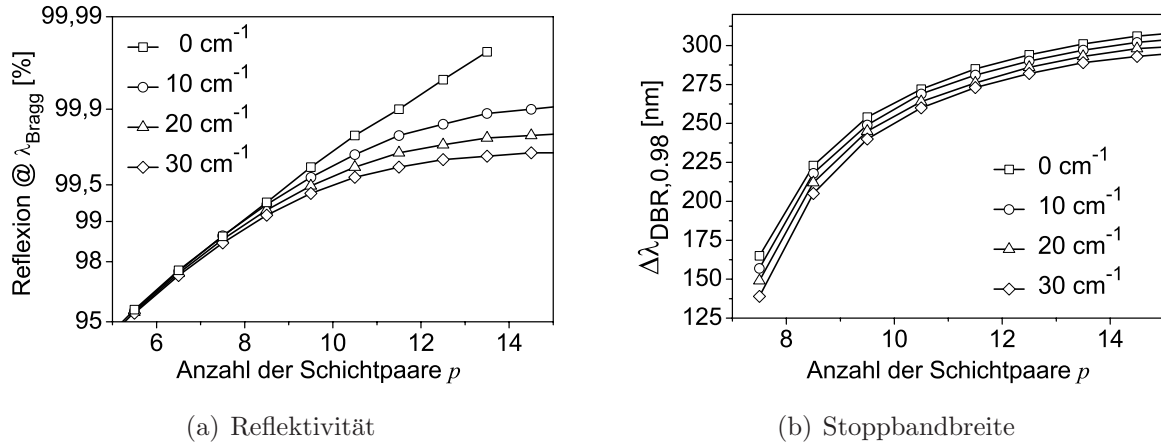 99,99
99,9
99,5
99
98
95
Reflexion @ λBragg [%]
0 cm⁻¹
10 cm⁻¹
20 cm⁻¹
30 cm⁻¹
6 8 10 12 14
Anzahl der Schichtpaare p
(a) Reflektivität
300
275
250
225
200
175
150
125
ΔλDBR,0.98 [nm]
0 cm⁻¹
10 cm⁻¹
20 cm⁻¹
30 cm⁻¹
8 10 12 14
Anzahl der Schichtpaare p
(b) Stoppbandbreite